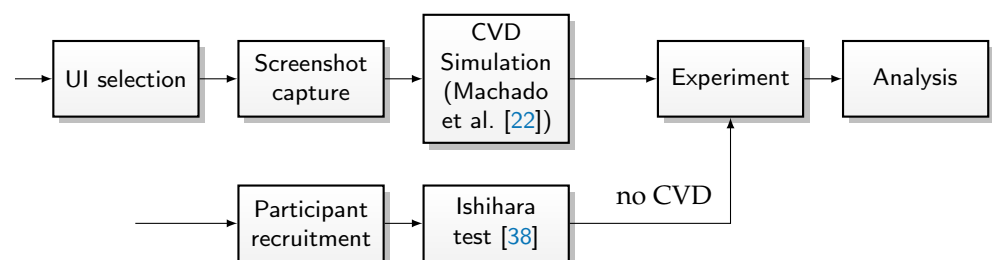 UI selection
Screenshot
capture
CVD
Simulation
(Machado
et al. [22])
Experiment
Analysis
Participant
recruitment
Ishihara
test [38]
no CVD